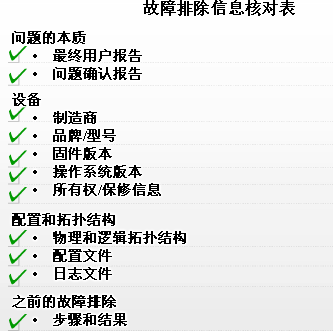 故障排除信息核对表
问题的本质
• 最终用户报告
• 问题确认报告
设备
• 制造商
• 品牌/型号
• 固件版本
• 操作系统版本
• 所有权/保修信息
配置和拓扑结构
• 物理和逻辑拓扑结构
• 配置文件
• 日志文件
之前的故障排除
• 步骤和结果